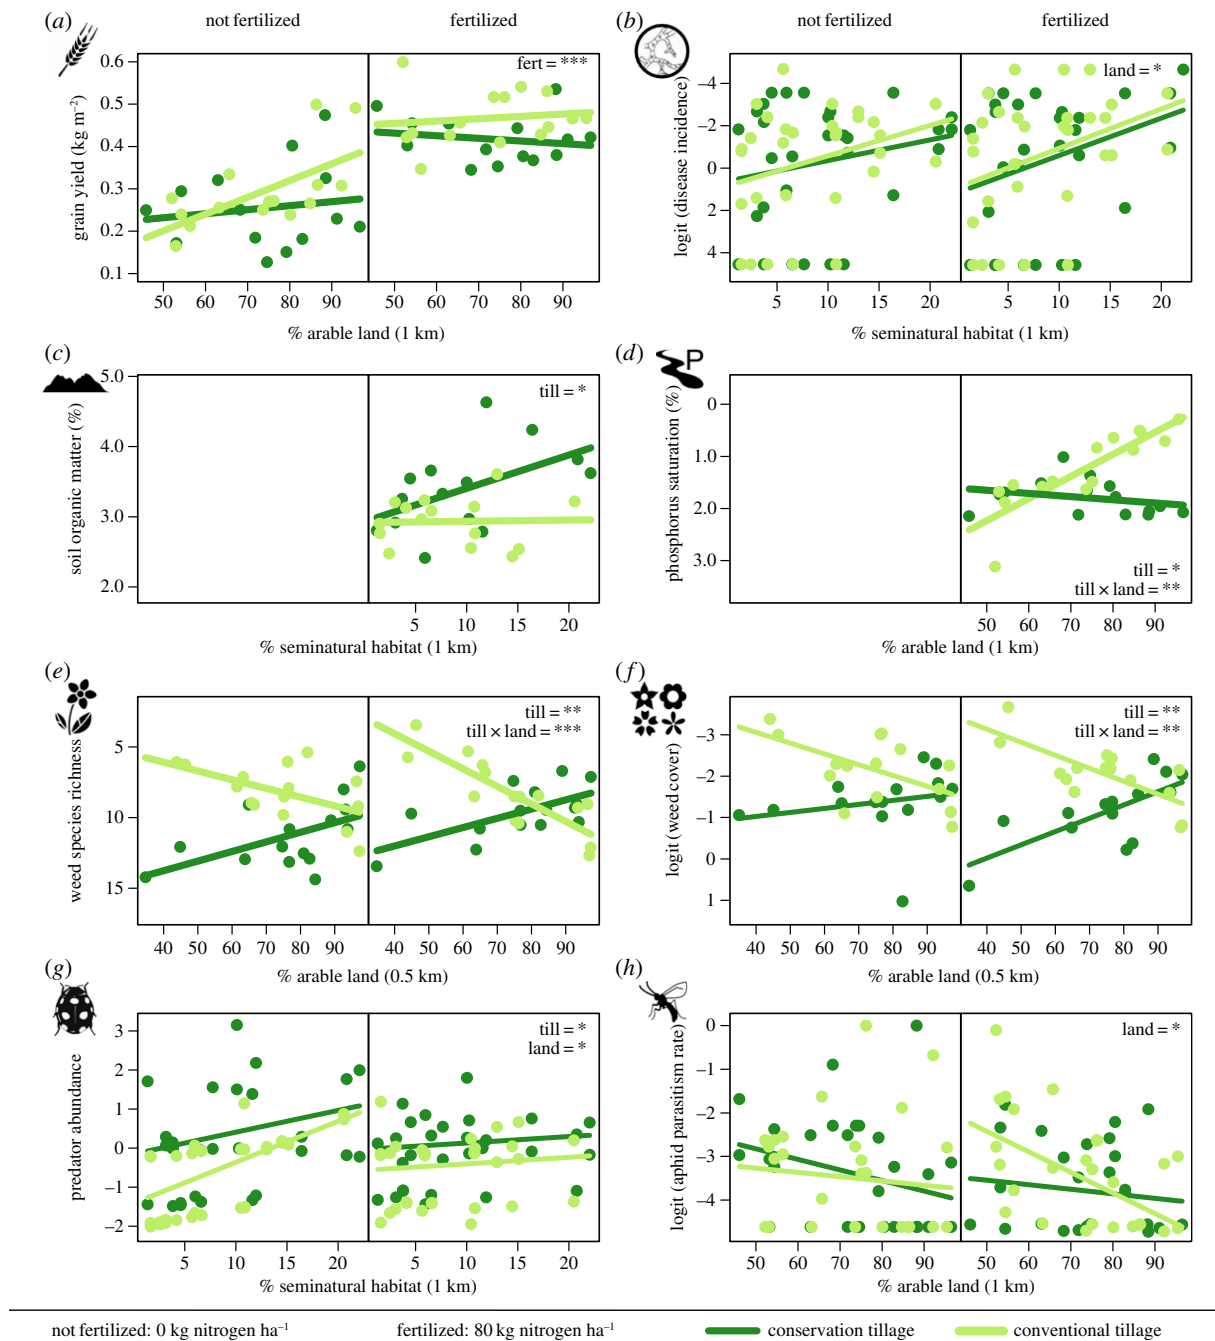 (a)
not fertilized
fertilized
(b)
not fertilized
fertilized
grain yield (kg m⁻²)
0.6
0.5
0.4
0.3
0.2
0.1
fert = ***
50 60 70 80 90
50 60 70 80 90
% arable land (1 km)
logit (disease incidence)
−4
−2
0
2
4
land = *
5 10 15 20
5 10 15 20
% seminatural habitat (1 km)
(c)
soil organic matter (%)
5.0
4.0
3.0
2.0
till = *
5 10 15 20
% seminatural habitat (1 km)
(d)
P
phosphorus saturation (%)
0
1.0
2.0
3.0
till = *
till × land = **
50 60 70 80 90
% arable land (1 km)
(e)
weed species richness
5
10
15
till = **
till × land = ***
40 50 60 70 80 90
40 50 60 70 80 90
% arable land (0.5 km)
(f)
logit (weed cover)
−3
−2
−1
0
1
till = **
till × land = **
40 50 60 70 80 90
40 50 60 70 80 90
% arable land (0.5 km)
(g)
predator abundance
3
2
1
0
−1
−2
till = *
land = *
5 10 15 20
5 10 15 20
% seminatural habitat (1 km)
(h)
logit (aphid parasitism rate)
0
−1
−2
−3
−4
land = *
50 60 70 80 90
50 60 70 80 90
% arable land (1 km)
not fertilized: 0 kg nitrogen ha⁻¹
fertilized: 80 kg nitrogen ha⁻¹
conservation tillage
conventional tillage